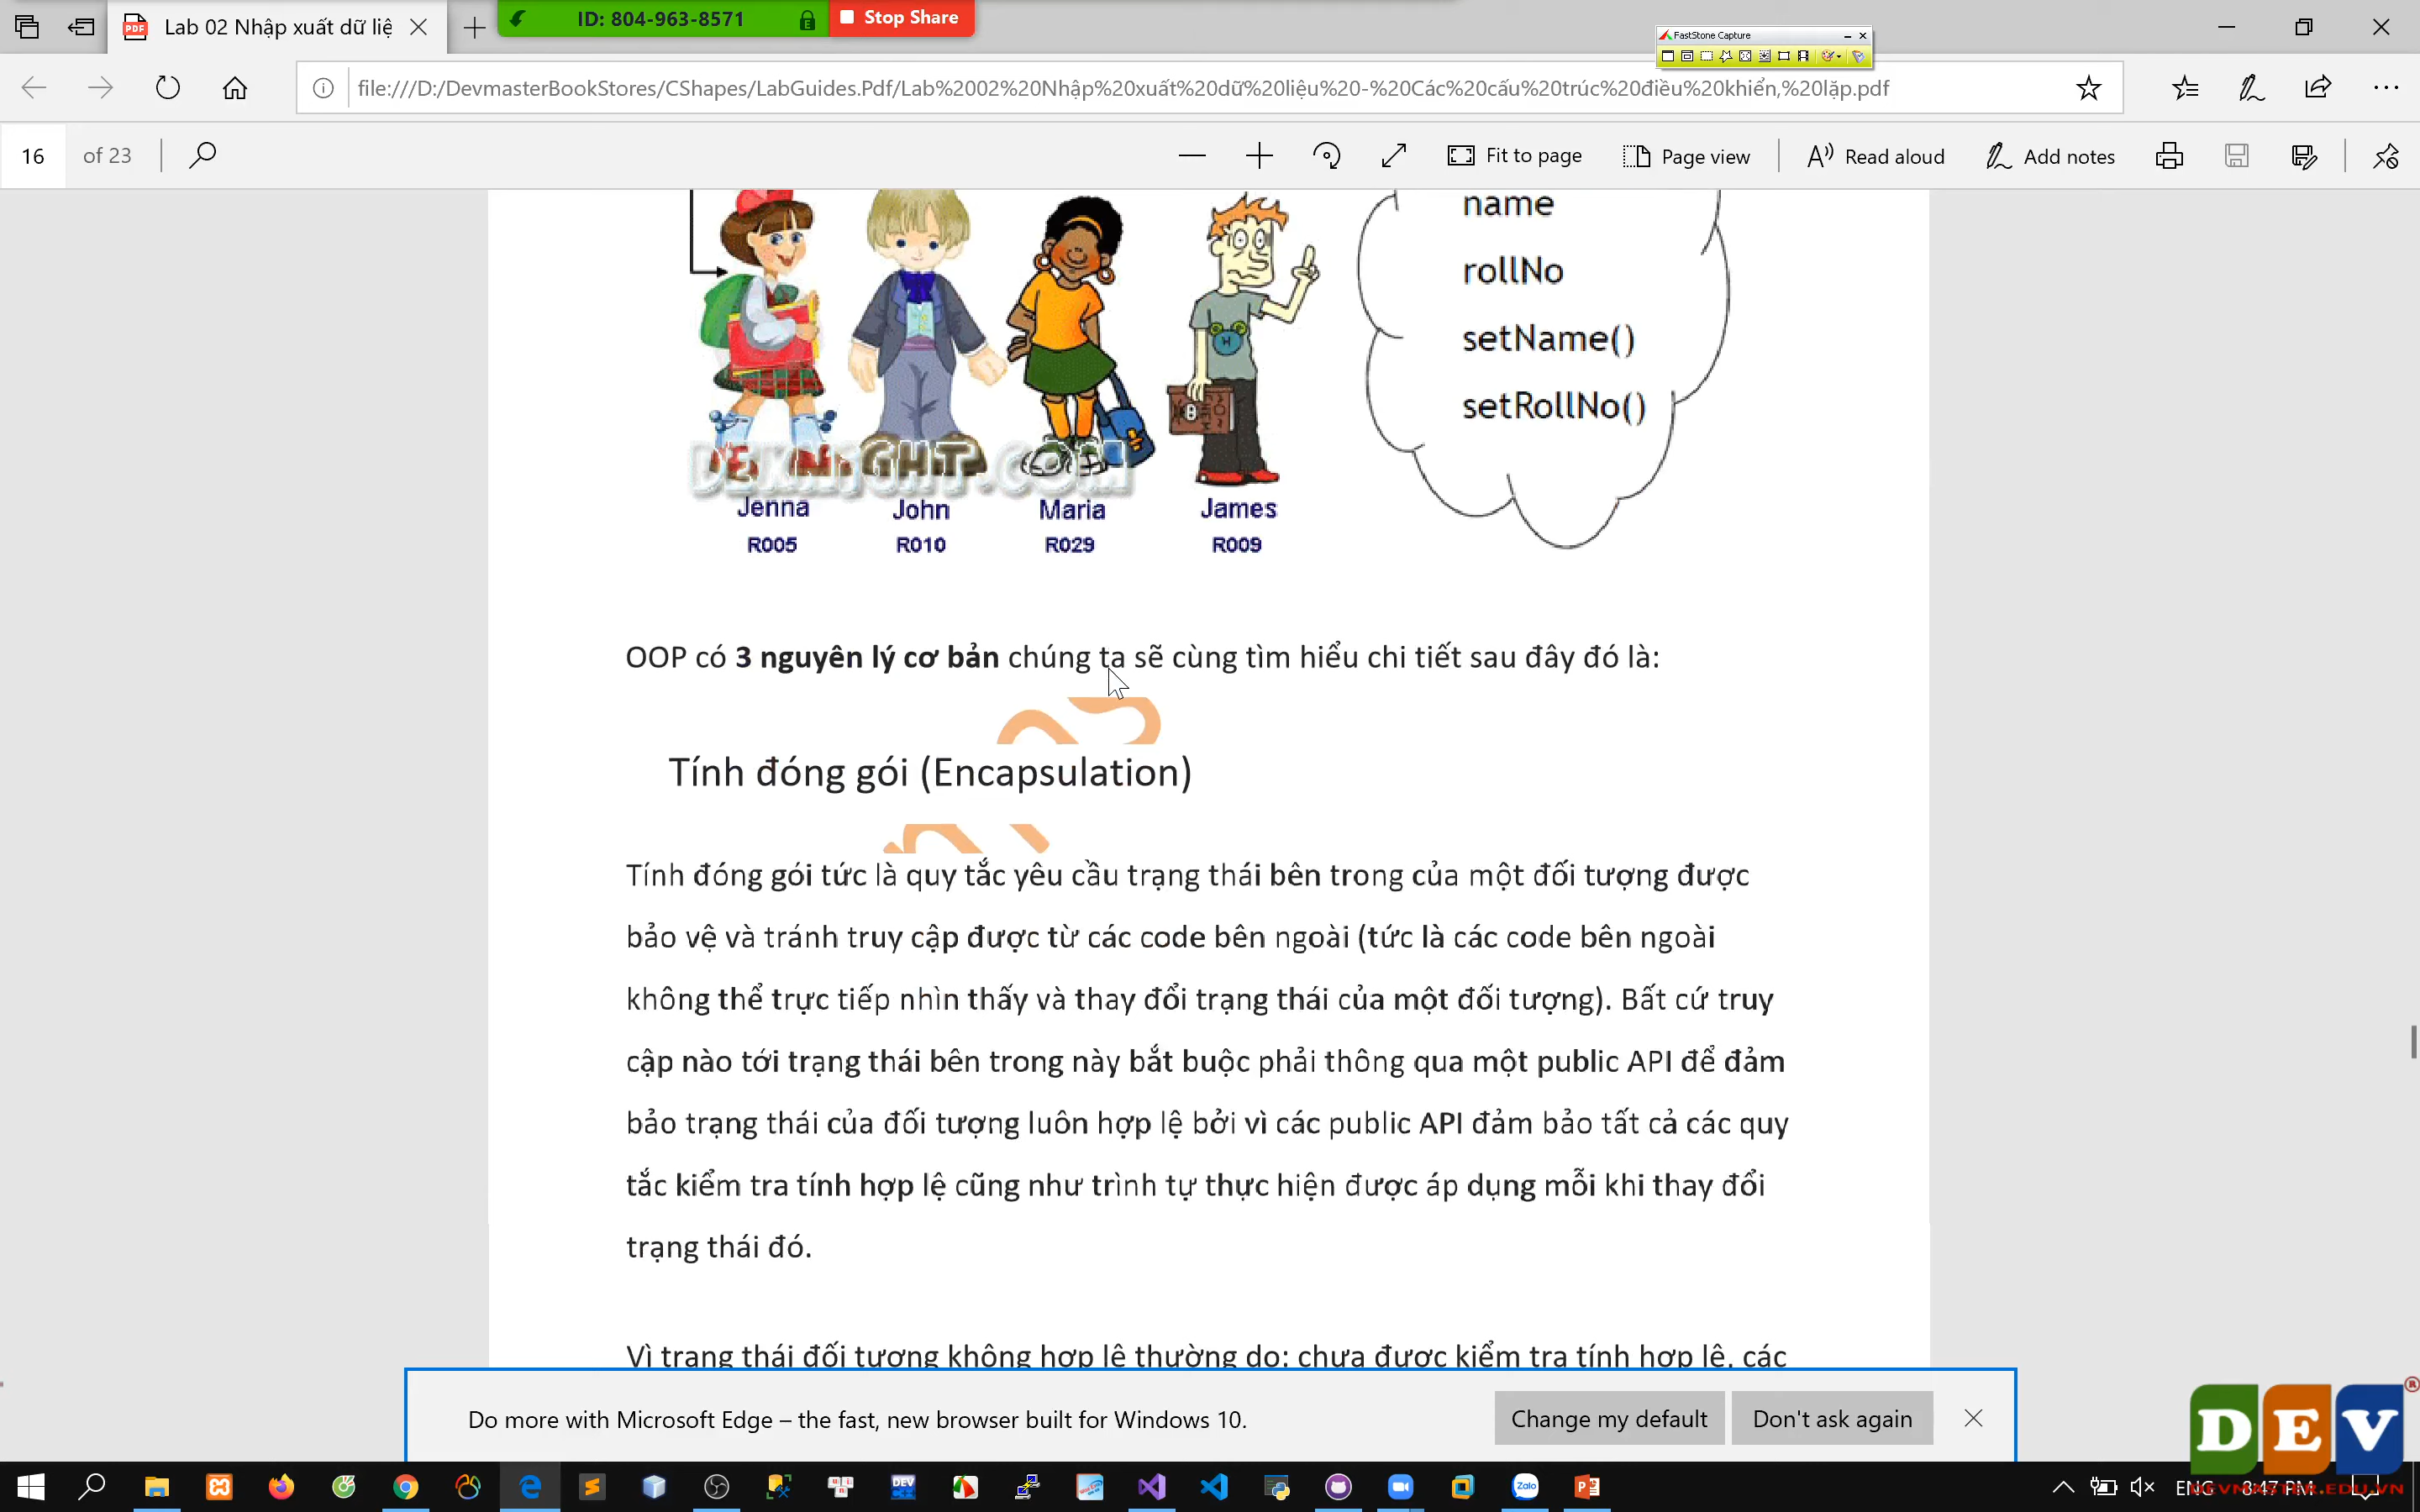 Lab 02 Nhập xuất dữ liệ
ID: 804-963-8571
Stop Share
FastStone Capture
file:///D:/DevmasterBookStores/CShapes/LabGuides.Pdf/Lab%2002%20Nhập%20xuất%20dữ%20liệu%20-%20Các%20cấu%20trúc%20điều%20khiển,%20lặp.pdf
16 of 23
Fit to page
Page view
Read aloud
Add notes
name
rollNo
setName()
setRollNo()
Jenna John Maria James
R005 R010 R029 R009
OOP có 3 nguyên lý cơ bản chúng ta sẽ cùng tìm hiểu chi tiết sau đây đó là:
Tính đóng gói (Encapsulation)
Tính đóng gói tức là quy tắc yêu cầu trạng thái bên trong của một đối tượng được
bảo vệ và tránh truy cập được từ các code bên ngoài (tức là các code bên ngoài
không thể trực tiếp nhìn thấy và thay đổi trạng thái của một đối tượng). Bất cứ truy
cập nào tới trạng thái bên trong này bắt buộc phải thông qua một public API để đảm
bảo trạng thái của đối tượng luôn hợp lệ bởi vì các public API đảm bảo tất cả các quy
tắc kiểm tra tính hợp lệ cũng như trình tự thực hiện được áp dụng mỗi khi thay đổi
trạng thái đó.
Vì trạng thái đối tượng không hợp lệ thường do: chưa được kiểm tra tính hợp lệ, các
Do more with Microsoft Edge – the fast, new browser built for Windows 10.
Change my default
Don't ask again
DEV
ENG
8:47 PM
DEVMASTER.EDU.VN